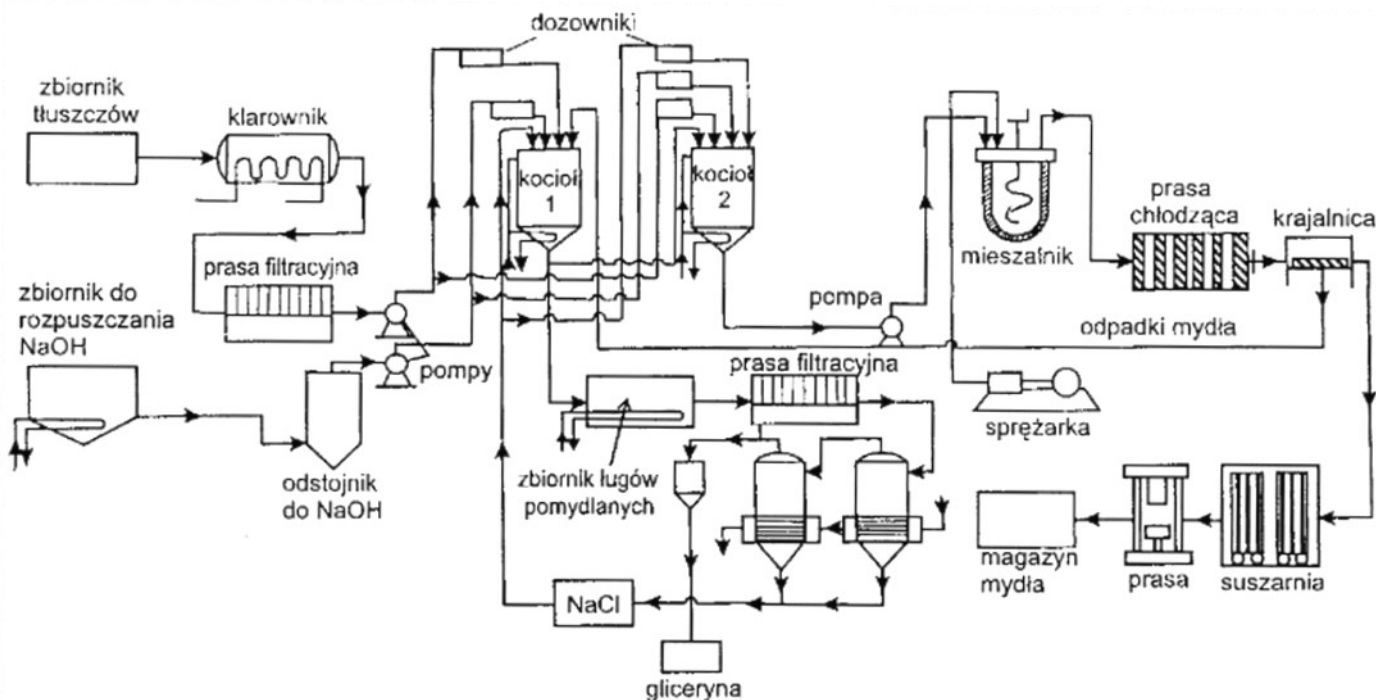 dozowniki
zbiornik
tłuszczów
klarownik
kocioł
1
kocioł
2
prasa
chłodząca
krajalnica
mieszalnik
prasa filtracyjna
zbiornik do
rozpuszczania
NaOH
pompa
odpadki mydła
pompy
prasa filtracyjna
sprężarka
odstojnik
do NaOH
zbiornik ługów
pomydlanych
magazyn
mydła
prasa
suszarnia
NaCl
gliceryna